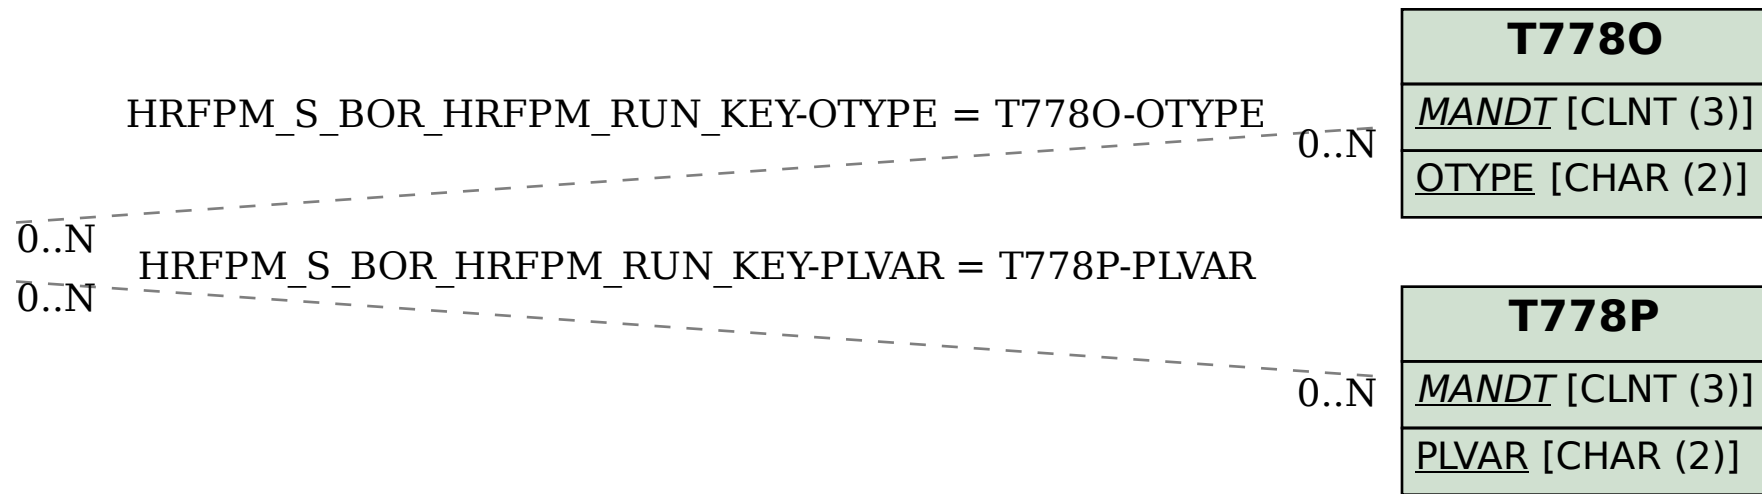 T778O
HRFPM_S_BOR_HRFPM_RUN_KEY-OTYPE = T778O-OTYPE
MANDT [CLNT (3)]
0..N
OTYPE [CHAR (2)]
0..N
HRFPM_S_BOR_HRFPM_RUN_KEY-PLVAR = T778P-PLVAR
0..N
T778P
MANDT [CLNT (3)]
0..N
PLVAR [CHAR (2)]